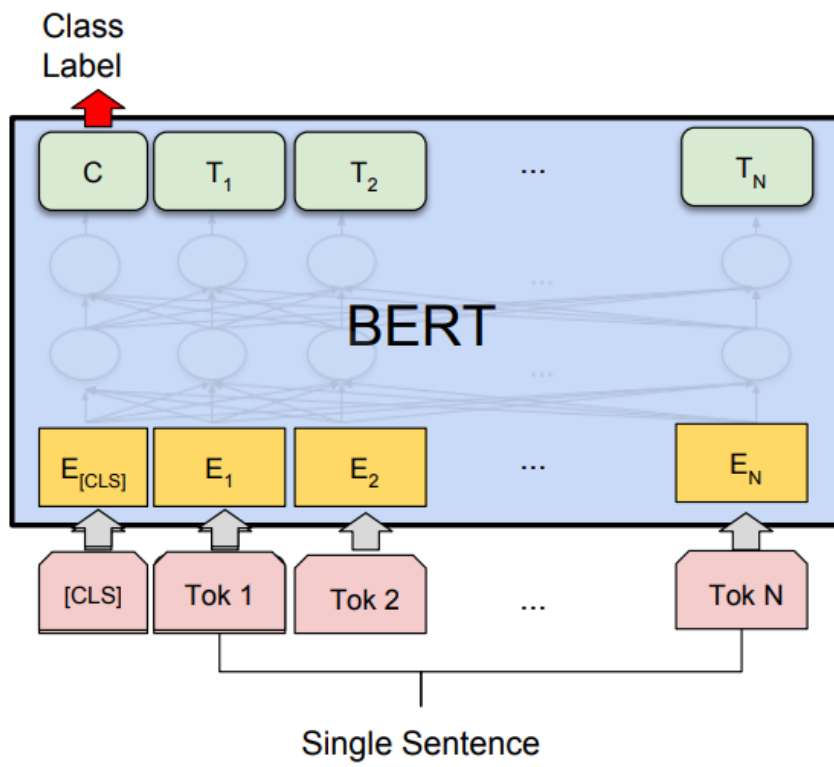 Class
Label
C T1 T2 ... TN
...
BERT
...
E[CLS] E1 E2 ... EN
[CLS] Tok 1 Tok 2 ... Tok N
Single Sentence